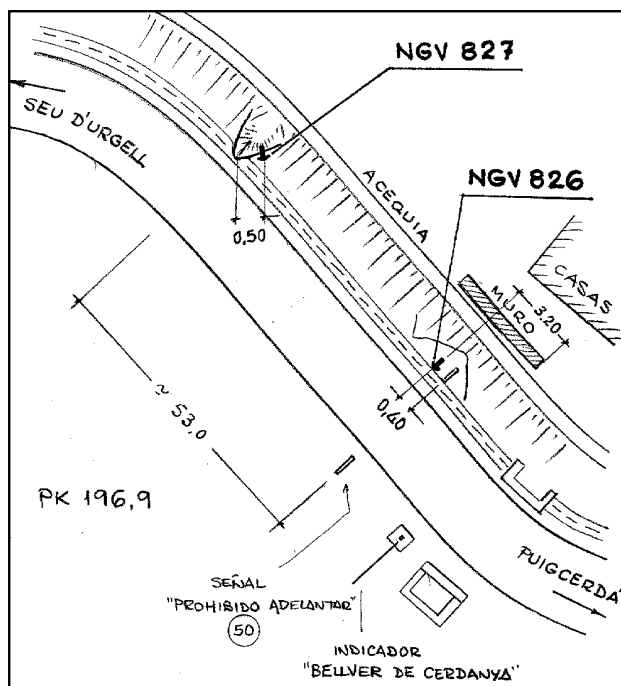 NGV 827
SEU D'URGELL
ACEQUIA
NGV 826
0,50
CASAS
MURO
3,20
0,40
≃ 53,0
PK 196,9
SEÑAL
"PROHIBIDO ADELANTAR"
50
PUIGCERDÀ
INDICADOR
"BELLVER DE CERDANYA"